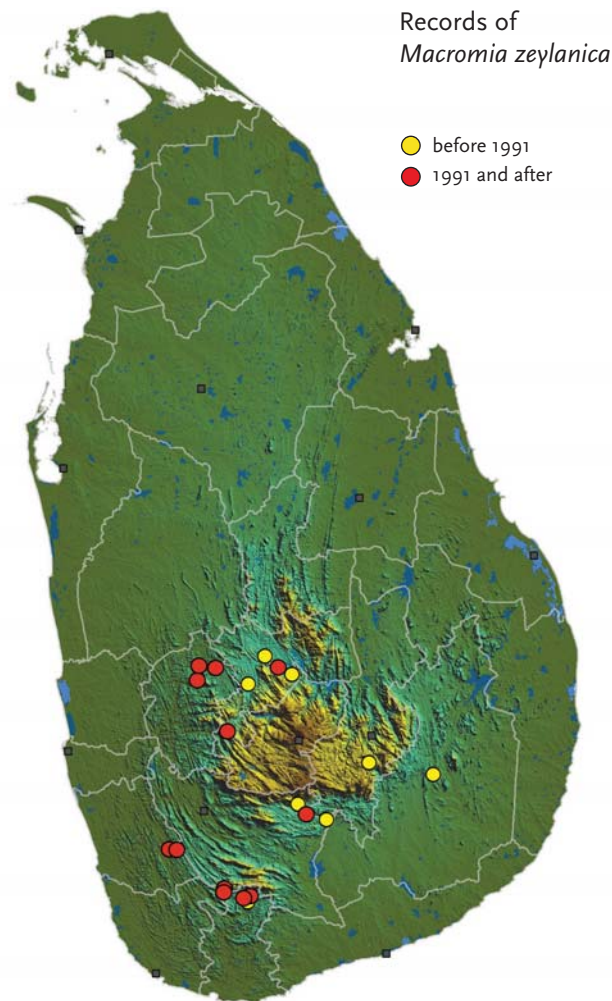 Records of
Macromia zeylanica
before 1991
1991 and after